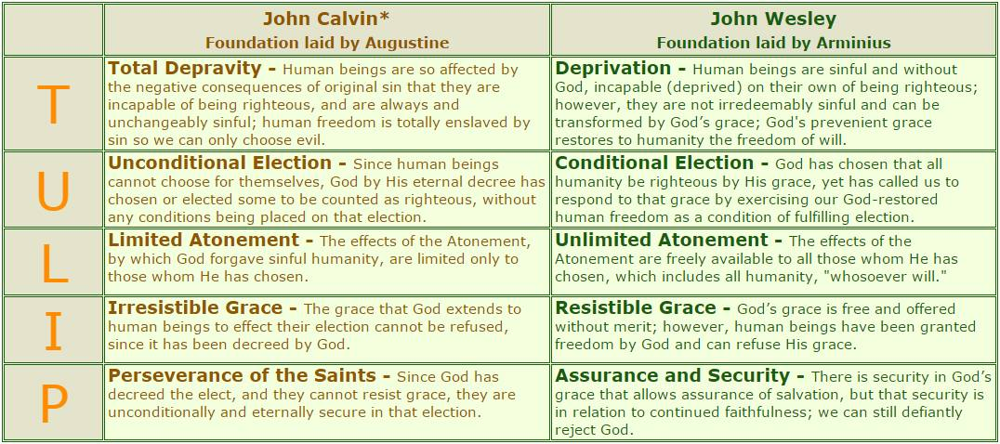 John Calvin*
Foundation laid by Augustine
John Wesley
Foundation laid by Arminius
T
Total Depravity - Human beings are so affected by
the negative consequences of original sin that they are
incapable of being righteous, and are always and
unchangeably sinful; human freedom is totally enslaved by
sin so we can only choose evil.
Deprivation - Human beings are sinful and without
God, incapable (deprived) on their own of being righteous;
however, they are not irredeemably sinful and can be
transformed by God’s grace; God's prevenient grace
restores to humanity the freedom of will.
U
Unconditional Election - Since human beings
cannot choose for themselves, God by His eternal decree has
chosen or elected some to be counted as righteous, without
any conditions being placed on that election.
Conditional Election - God has chosen that all
humanity be righteous by His grace, yet has called us to
respond to that grace by exercising our God-restored
human freedom as a condition of fulfilling election.
L
Limited Atonement - The effects of the Atonement,
by which God forgave sinful humanity, are limited only to
those whom He has chosen.
Unlimited Atonement - The effects of the
Atonement are freely available to all those whom He has
chosen, which includes all humanity, "whosoever will."
I
Irresistible Grace - The grace that God extends to
human beings to effect their election cannot be refused,
since it has been decreed by God.
Resistible Grace - God’s grace is free and offered
without merit; however, human beings have been granted
freedom by God and can refuse His grace.
P
Perseverance of the Saints - Since God has
decreed the elect, and they cannot resist grace, they are
unconditionally and eternally secure in that election.
Assurance and Security - There is security in God’s
grace that allows assurance of salvation, but that security is
in relation to continued faithfulness; we can still defiantly
reject God.